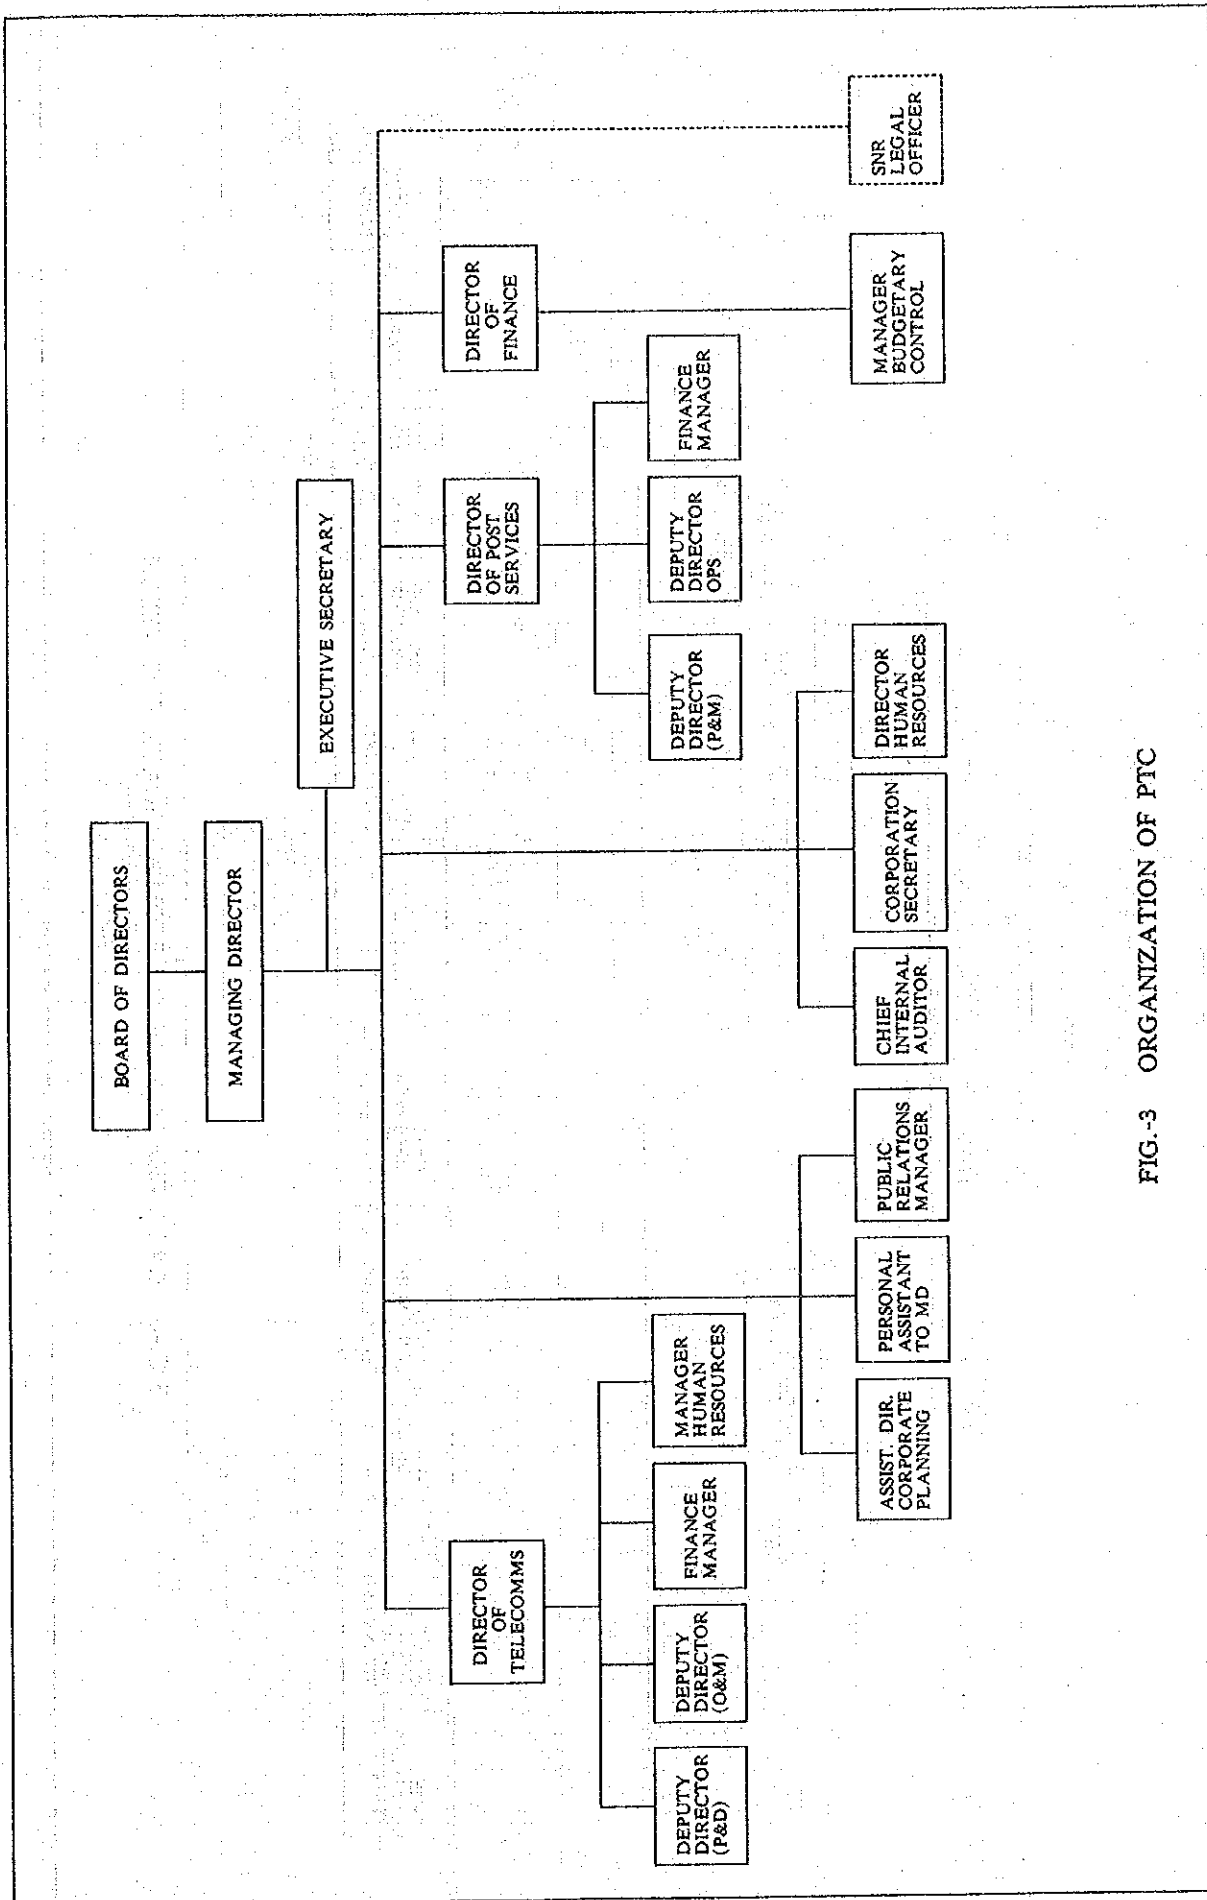 BOARD OF DIRECTORS
MANAGING DIRECTOR
EXECUTIVE SECRETARY
DIRECTOR
OF
TELECOMMS
DIRECTOR
OF POST
SERVICES
DIRECTOR
OF
FINANCE
DEPUTY
DIRECTOR
(P&D)
DEPUTY
DIRECTOR
(O&M)
FINANCE
MANAGER
MANAGER
HUMAN
RESOURCES
DEPUTY
DIRECTOR
(P&M)
DEPUTY
DIRECTOR
OPS
FINANCE
MANAGER
ASSIST. DIR.
CORPORATE
PLANNING
PERSONAL
ASSISTANT
TO MD
PUBLIC
RELATIONS
MANAGER
CHIEF
INTERNAL
AUDITOR
CORPORATION
SECRETARY
DIRECTOR
HUMAN
RESOURCES
MANAGER
BUDGETARY
CONTROL
SNR
LEGAL
OFFICER
FIG.-3 ORGANIZATION OF PTC